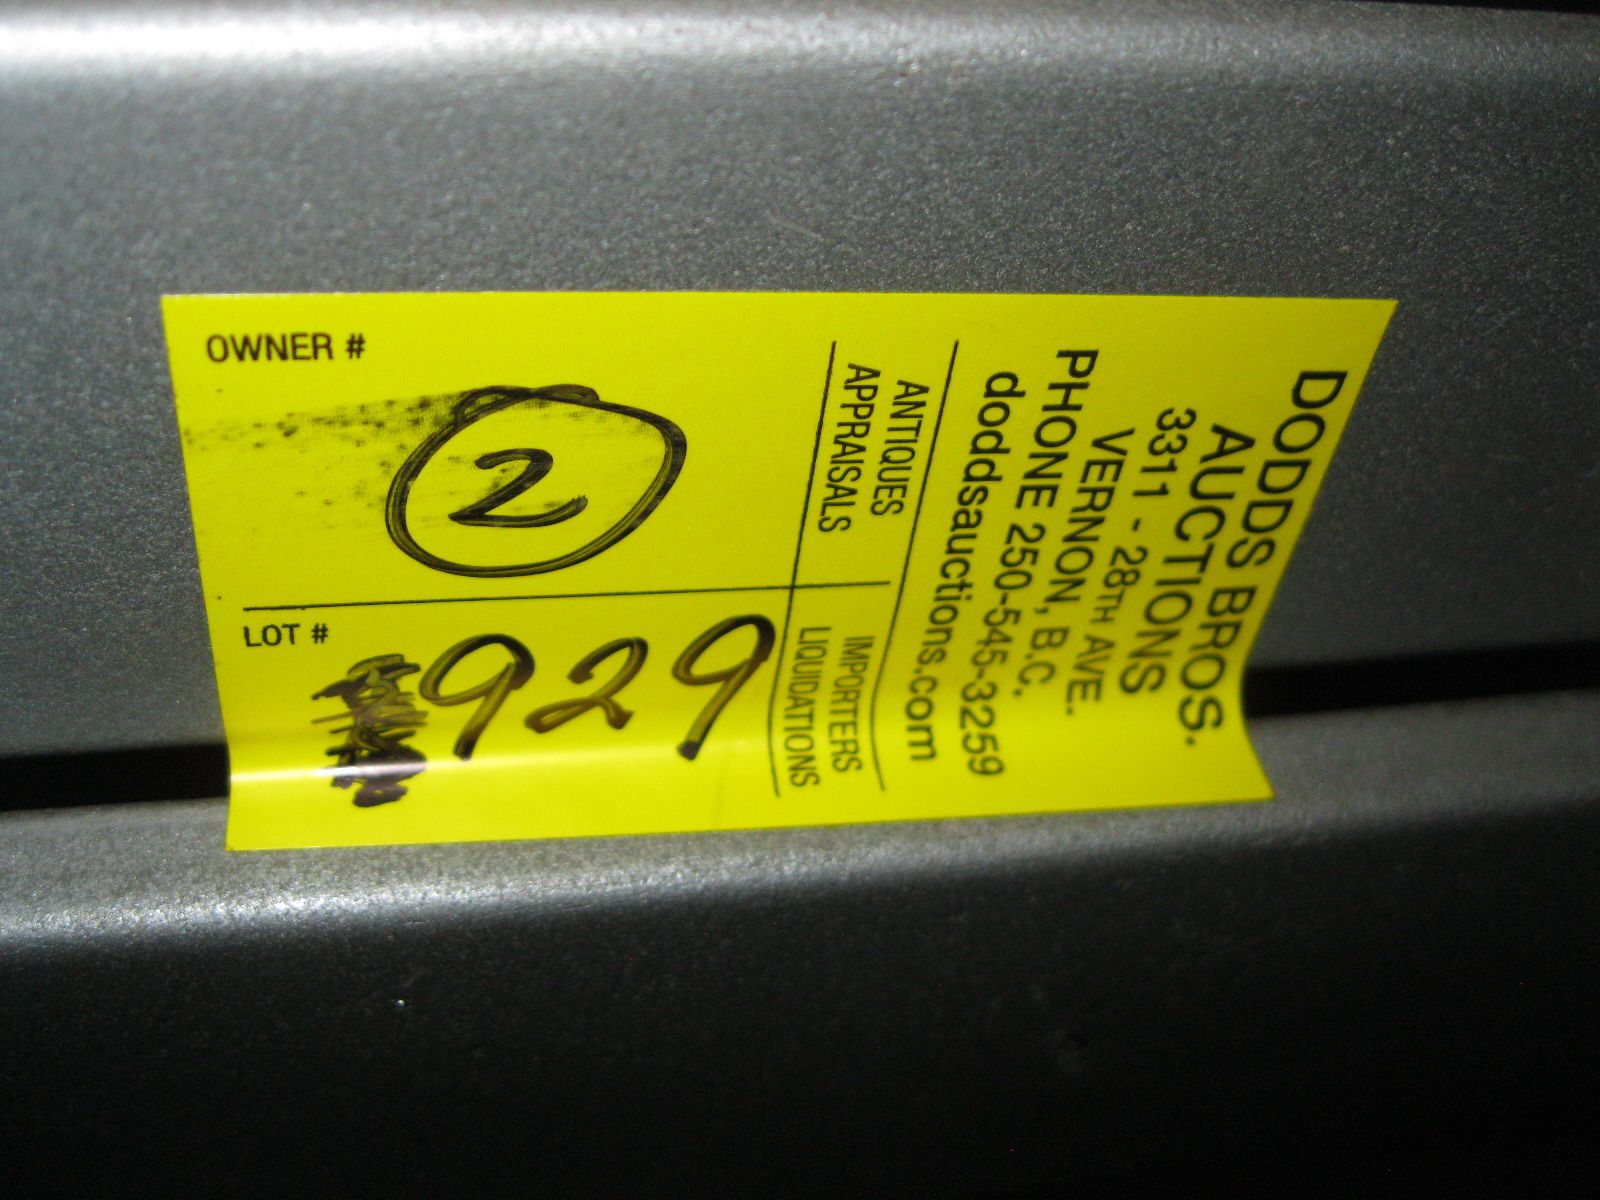 DODDS BROS.
AUCTIONS
3311 - 28TH AVE.
VERNON, B.C.
PHONE 250-545-3259
doddsauctions.com
ANTIQUES
APPRAISALS
IMPORTERS
LIQUIDATIONS
OWNER #
2
LOT #
929